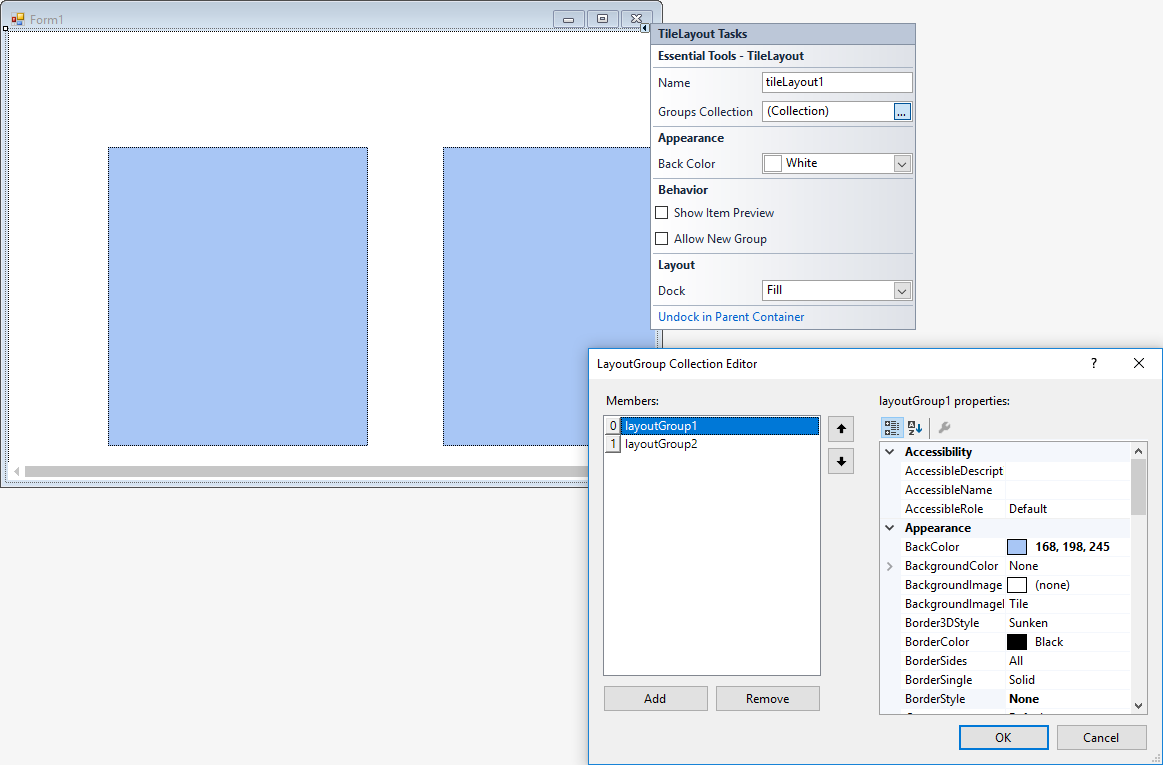 Form1
TileLayout Tasks
Essential Tools - TileLayout
Name tileLayout1
Groups Collection (Collection) ...
Appearance
Back Color White
Behavior
Show Item Preview
Allow New Group
Layout
Dock Fill
Undock in Parent Container
LayoutGroup Collection Editor ?
Members:
0 layoutGroup1
1 layoutGroup2
Add Remove
layoutGroup1 properties:
Accessibility
AccessibleDescript
AccessibleName
AccessibleRole Default
Appearance
BackColor 168, 198, 245
BackgroundColor None
BackgroundImage (none)
BackgroundImageI Tile
Border3DStyle Sunken
BorderColor Black
BorderSides All
BorderSingle Solid
BorderStyle None
OK Cancel